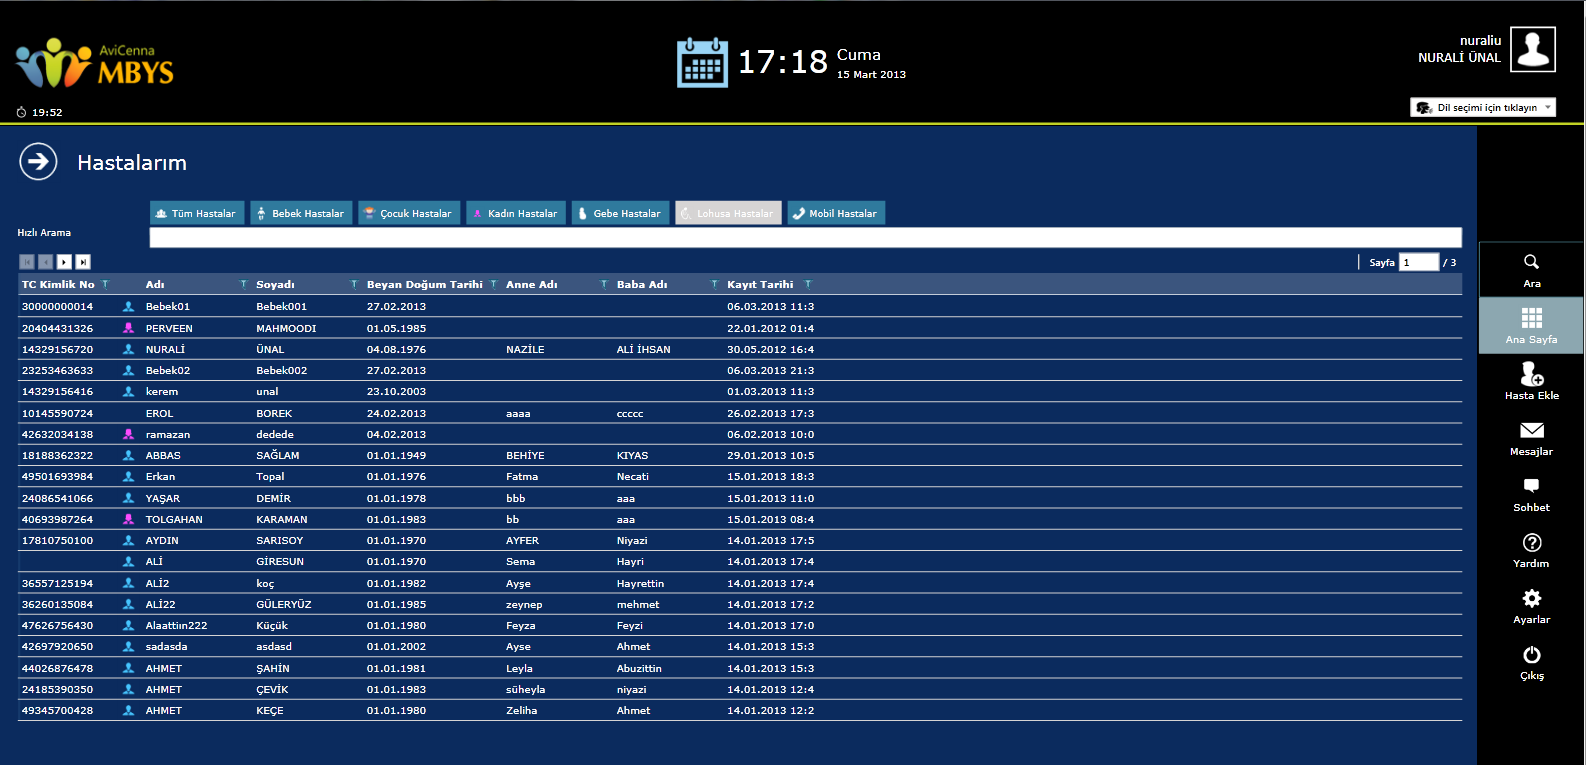 AviCenna
MBYS
19:52
17:18 Cuma
15 Mart 2013
nuraliu
NURALİ ÜNAL
Dil seçimi için tıklayın
Hastalarım
Tüm Hastalar Bebek Hastalar Çocuk Hastalar Kadın Hastalar Gebe Hastalar Lohusa Hastalar Mobil Hastalar
Hızlı Arama
Sayfa 1 / 3
TC Kimlik No Adı Soyadı Beyan Doğum Tarihi Anne Adı Baba Adı Kayıt Tarihi
30000000014 Bebek01 Bebek001 27.02.2013 06.03.2013 11:3
20404431326 PERVEEN MAHMOODI 01.05.1985 22.01.2012 01:4
14329156720 NURALİ ÜNAL 04.08.1976 NAZİLE ALİ İHSAN 30.05.2012 16:4
23253463633 Bebek02 Bebek002 27.02.2013 06.03.2013 21:3
14329156416 kerem unal 23.10.2003 01.03.2013 11:3
10145590724 EROL BOREK 24.02.2013 aaaa ccccc 26.02.2013 17:3
42632034138 ramazan dedede 04.02.2013 06.02.2013 10:0
18188362322 ABBAS SAĞLAM 01.01.1949 BEHİYE KIYAS 29.01.2013 10:5
49501693984 Erkan Topal 01.01.1976 Fatma Necati 15.01.2013 18:3
24086541066 YAŞAR DEMİR 01.01.1978 bbb aaa 15.01.2013 11:0
40693987264 TOLGAHAN KARAMAN 01.01.1983 bb aaa 15.01.2013 08:4
17810750100 AYDIN SARISOY 01.01.1970 AYFER Niyazi 14.01.2013 17:5
ALİ GİRESUN 01.01.1970 Sema Hayri 14.01.2013 17:4
36557125194 ALİ2 koç 01.01.1982 Ayşe Hayrettin 14.01.2013 17:4
36260135084 ALİ22 GÜLERYÜZ 01.01.1985 zeynep mehmet 14.01.2013 17:2
47626756430 Alaattıın222 Küçük 01.01.1980 Feyza Feyzi 14.01.2013 17:0
42697920650 sadasda asdasd 01.01.2002 Ayse Ahmet 14.01.2013 15:3
44026876478 AHMET ŞAHİN 01.01.1981 Leyla Abuzittin 14.01.2013 15:3
24185390350 AHMET ÇEVİK 01.01.1983 süheyla niyazi 14.01.2013 12:4
49345700428 AHMET KEÇE 01.01.1980 Zeliha Ahmet 14.01.2013 12:2
Ara
Ana Sayfa
Hasta Ekle
Mesajlar
Sohbet
Yardım
Ayarlar
Çıkış